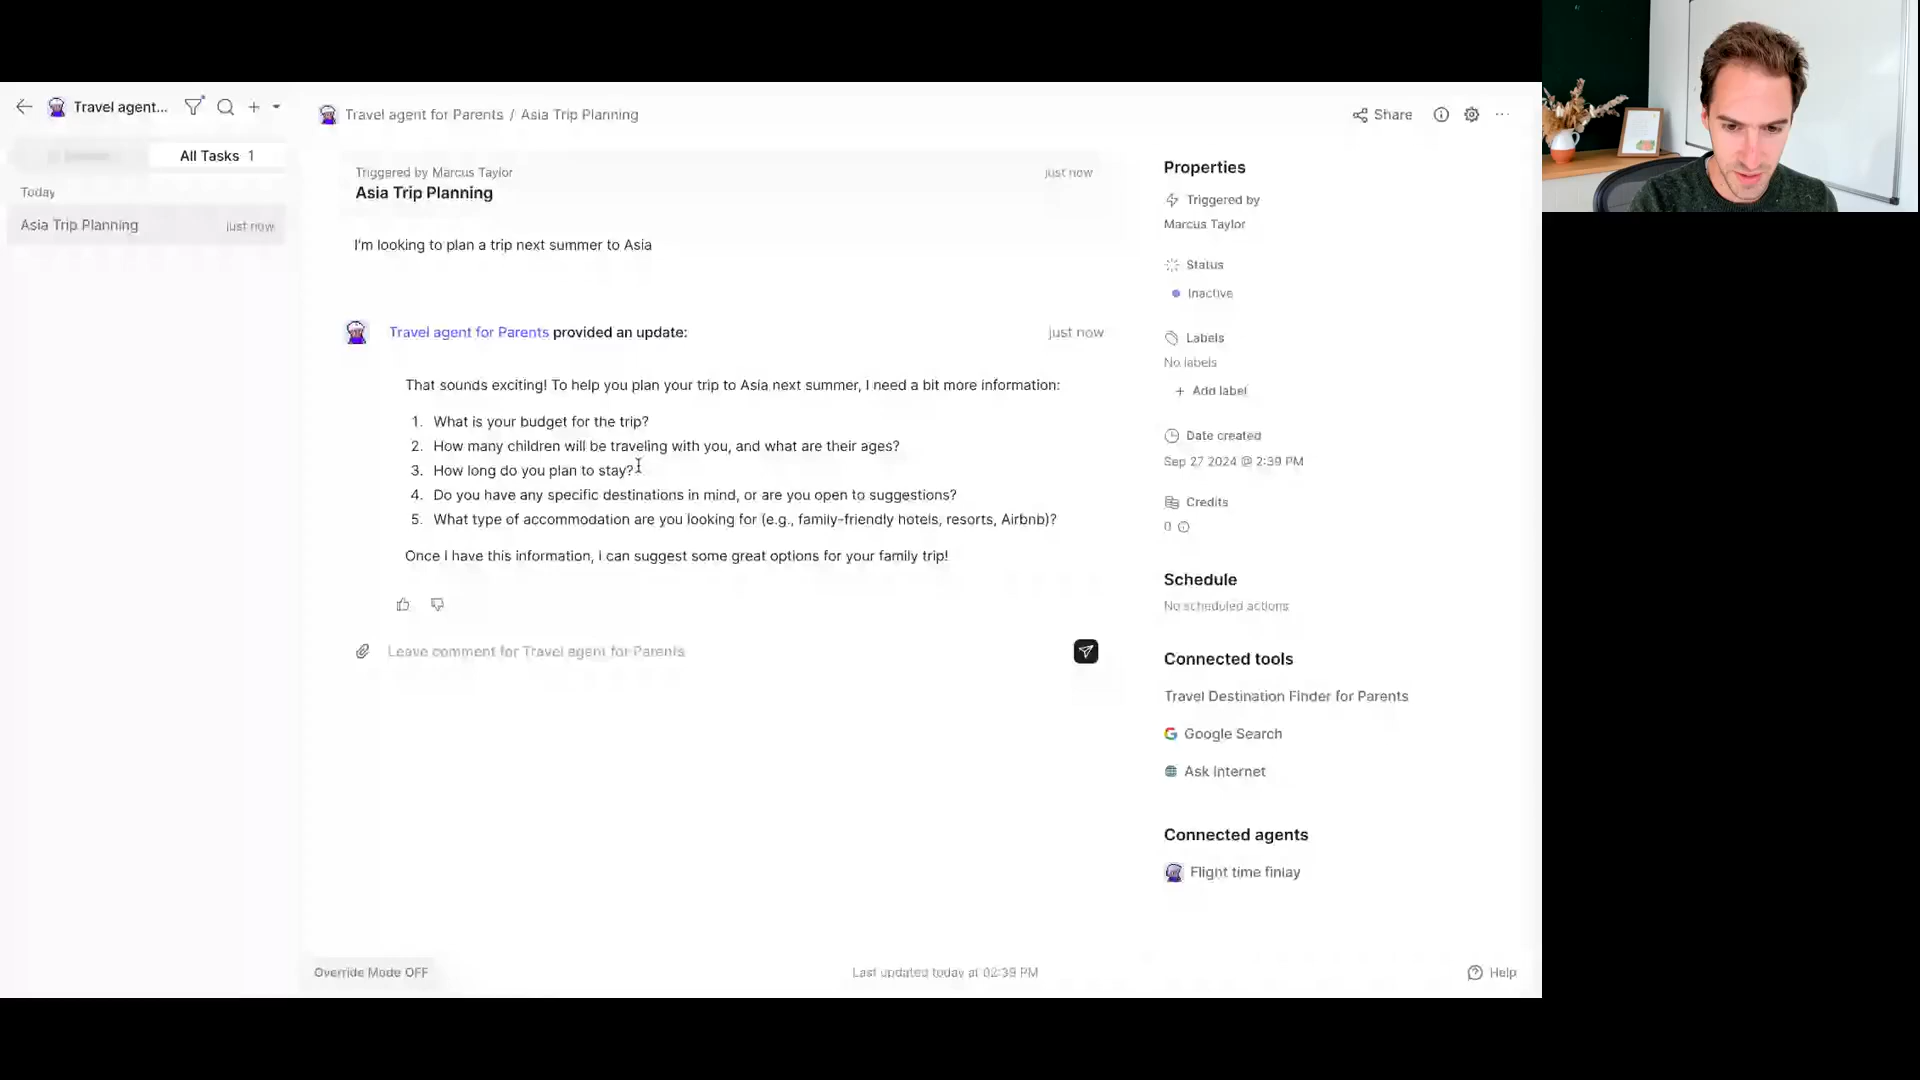 Travel agent...
All Tasks 1
Today
Asia Trip Planning just now
Travel agent for Parents / Asia Trip Planning
Share
Triggered by Marcus Taylor just now
Asia Trip Planning
I'm looking to plan a trip next summer to Asia
Travel agent for Parents provided an update: just now
That sounds exciting! To help you plan your trip to Asia next summer, I need a bit more information:
1. What is your budget for the trip?
2. How many children will be traveling with you, and what are their ages?
3. How long do you plan to stay?
4. Do you have any specific destinations in mind, or are you open to suggestions?
5. What type of accommodation are you looking for (e.g., family-friendly hotels, resorts, Airbnb)?
Once I have this information, I can suggest some great options for your family trip!
Leave comment for Travel agent for Parents
Override Mode OFF
Last updated today at 02:39 PM
Properties
Triggered by
Marcus Taylor
Status
Inactive
Labels
No labels
+ Add label
Date created
Sep 27 2024 @ 2:39 PM
Credits
0
Schedule
No scheduled actions
Connected tools
Travel Destination Finder for Parents
Google Search
Ask Internet
Connected agents
Flight time finlay
Help